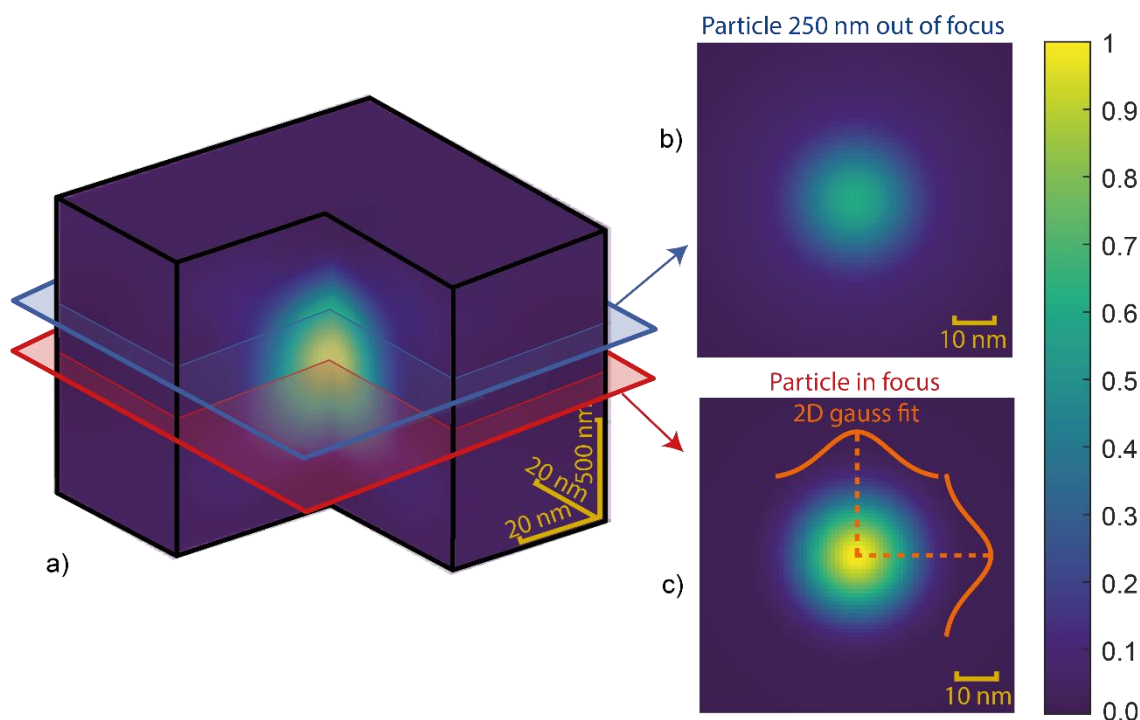 Particle 250 nm out of focus
b)
10 nm
Particle in focus
2D gauss fit
c)
10 nm
500 nm
20 nm
20 nm
a)
1
0.9
0.8
0.7
0.6
0.5
0.4
0.3
0.2
0.1
0.0